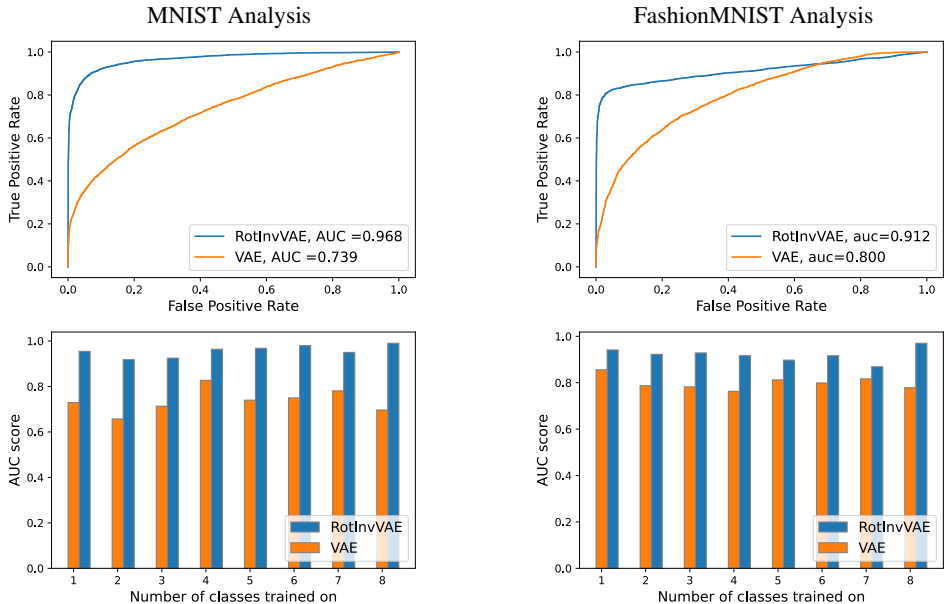 MNIST Analysis
FashionMNIST Analysis
True Positive Rate
1.0
0.8
0.6
0.4
0.2
0.0
RotInvVAE, AUC =0.968
VAE, AUC =0.739
0.0 0.2 0.4 0.6 0.8 1.0
False Positive Rate
True Positive Rate
1.0
0.8
0.6
0.4
0.2
0.0
RotInvVAE, auc=0.912
VAE, auc=0.800
0.0 0.2 0.4 0.6 0.8 1.0
False Positive Rate
AUC score
1.0
0.8
0.6
0.4
0.2
0.0
RotInvVAE
VAE
1 2 3 4 5 6 7 8
Number of classes trained on
AUC score
1.0
0.8
0.6
0.4
0.2
0.0
RotInvVAE
VAE
1 2 3 4 5 6 7 8
Number of classes trained on